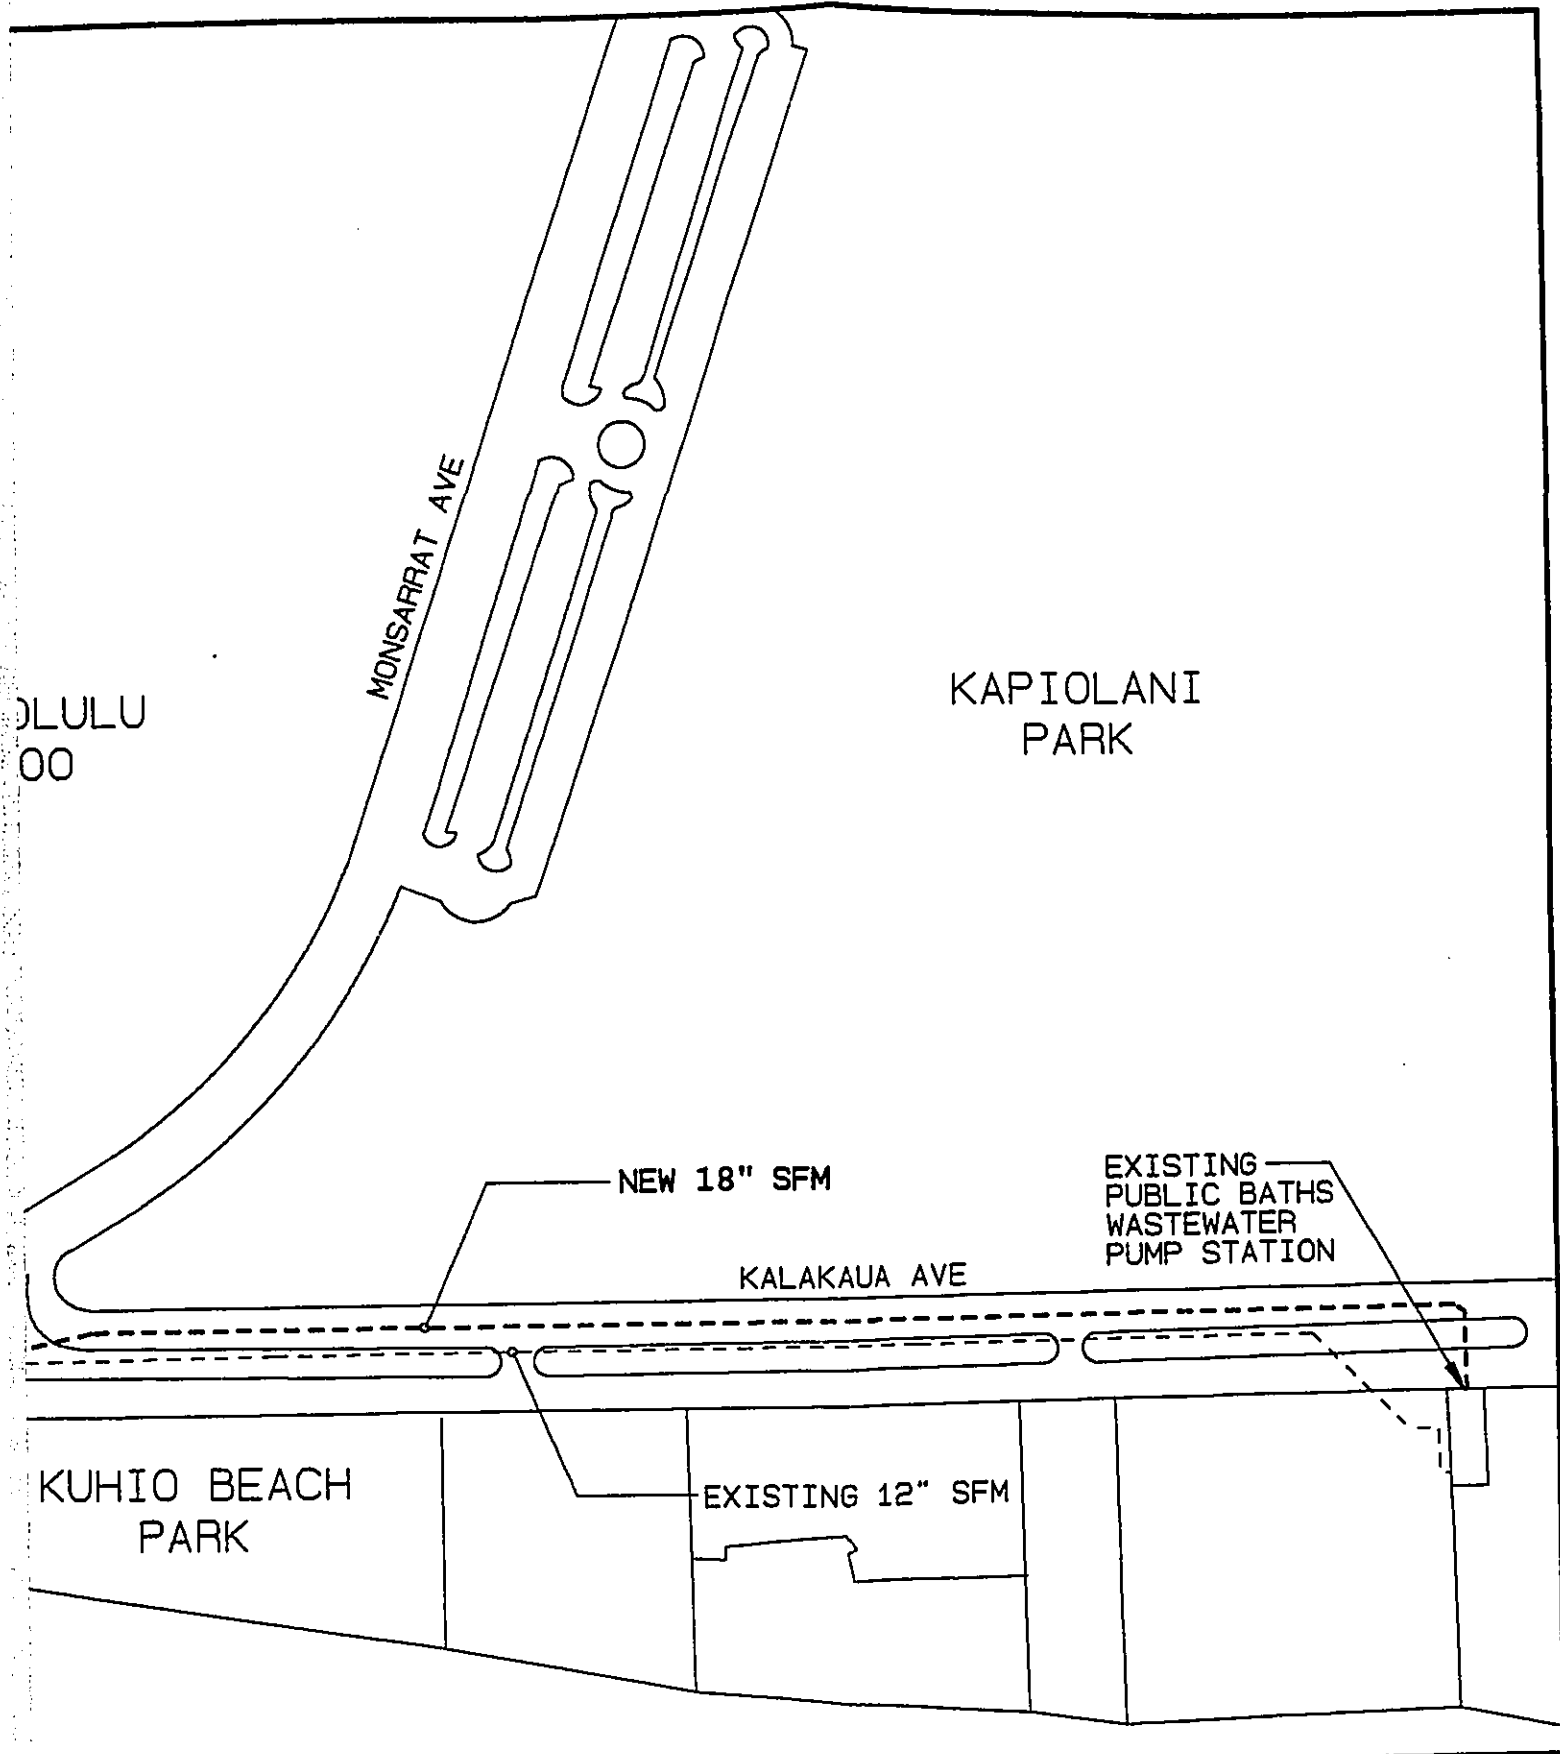 MONSARRAT AVE
OLULU
OO
KAPIOLANI
PARK
NEW 18" SFM
EXISTING
PUBLIC BATHS
WASTEWATER
PUMP STATION
KALAKAUA AVE
KUHIO BEACH
PARK
EXISTING 12" SFM